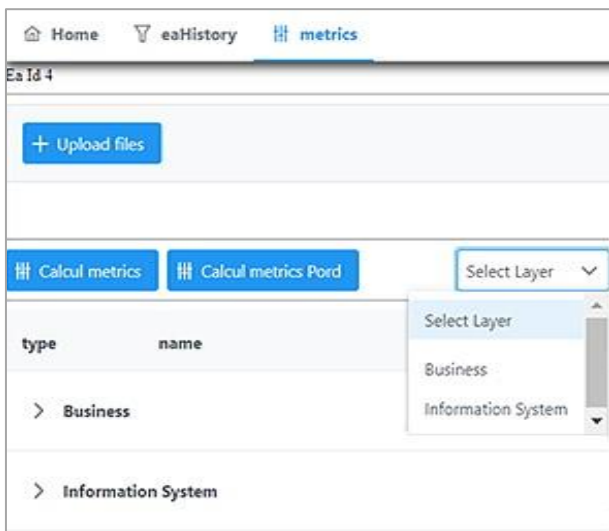 Home eaHistory metrics
Ea Id 4
+ Upload files
Calcul metrics Calcul metrics Pord Select Layer
Select Layer
type name
Business
Business
Information System
Information System